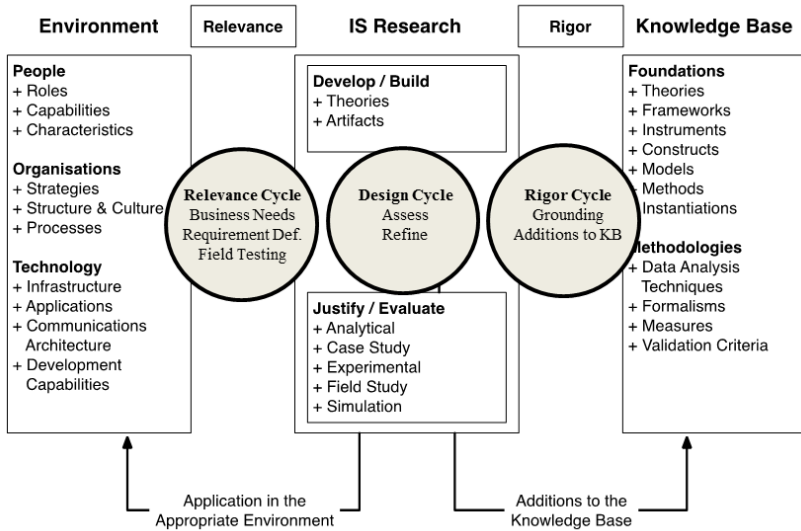 Environment
Relevance
IS Research
Rigor
Knowledge Base
People
+ Roles
+ Capabilities
+ Characteristics
Organisations
+ Strategies
+ Structure & Culture
+ Processes
Technology
+ Infrastructure
+ Applications
+ Communications
Architecture
+ Development
Capabilities
Relevance Cycle
Business Needs
Requirement Def.
Field Testing
Develop / Build
+ Theories
+ Artifacts
Design Cycle
Assess
Refine
Justify / Evaluate
+ Analytical
+ Case Study
+ Experimental
+ Field Study
+ Simulation
Rigor Cycle
Grounding
Additions to KB
Foundations
+ Theories
+ Frameworks
+ Instruments
+ Constructs
+ Models
Methods
Instantiations
Methodologies
+ Data Analysis
Techniques
+ Formalisms
+ Measures
+ Validation Criteria
Application in the
Appropriate Environment
Additions to the
Knowledge Base